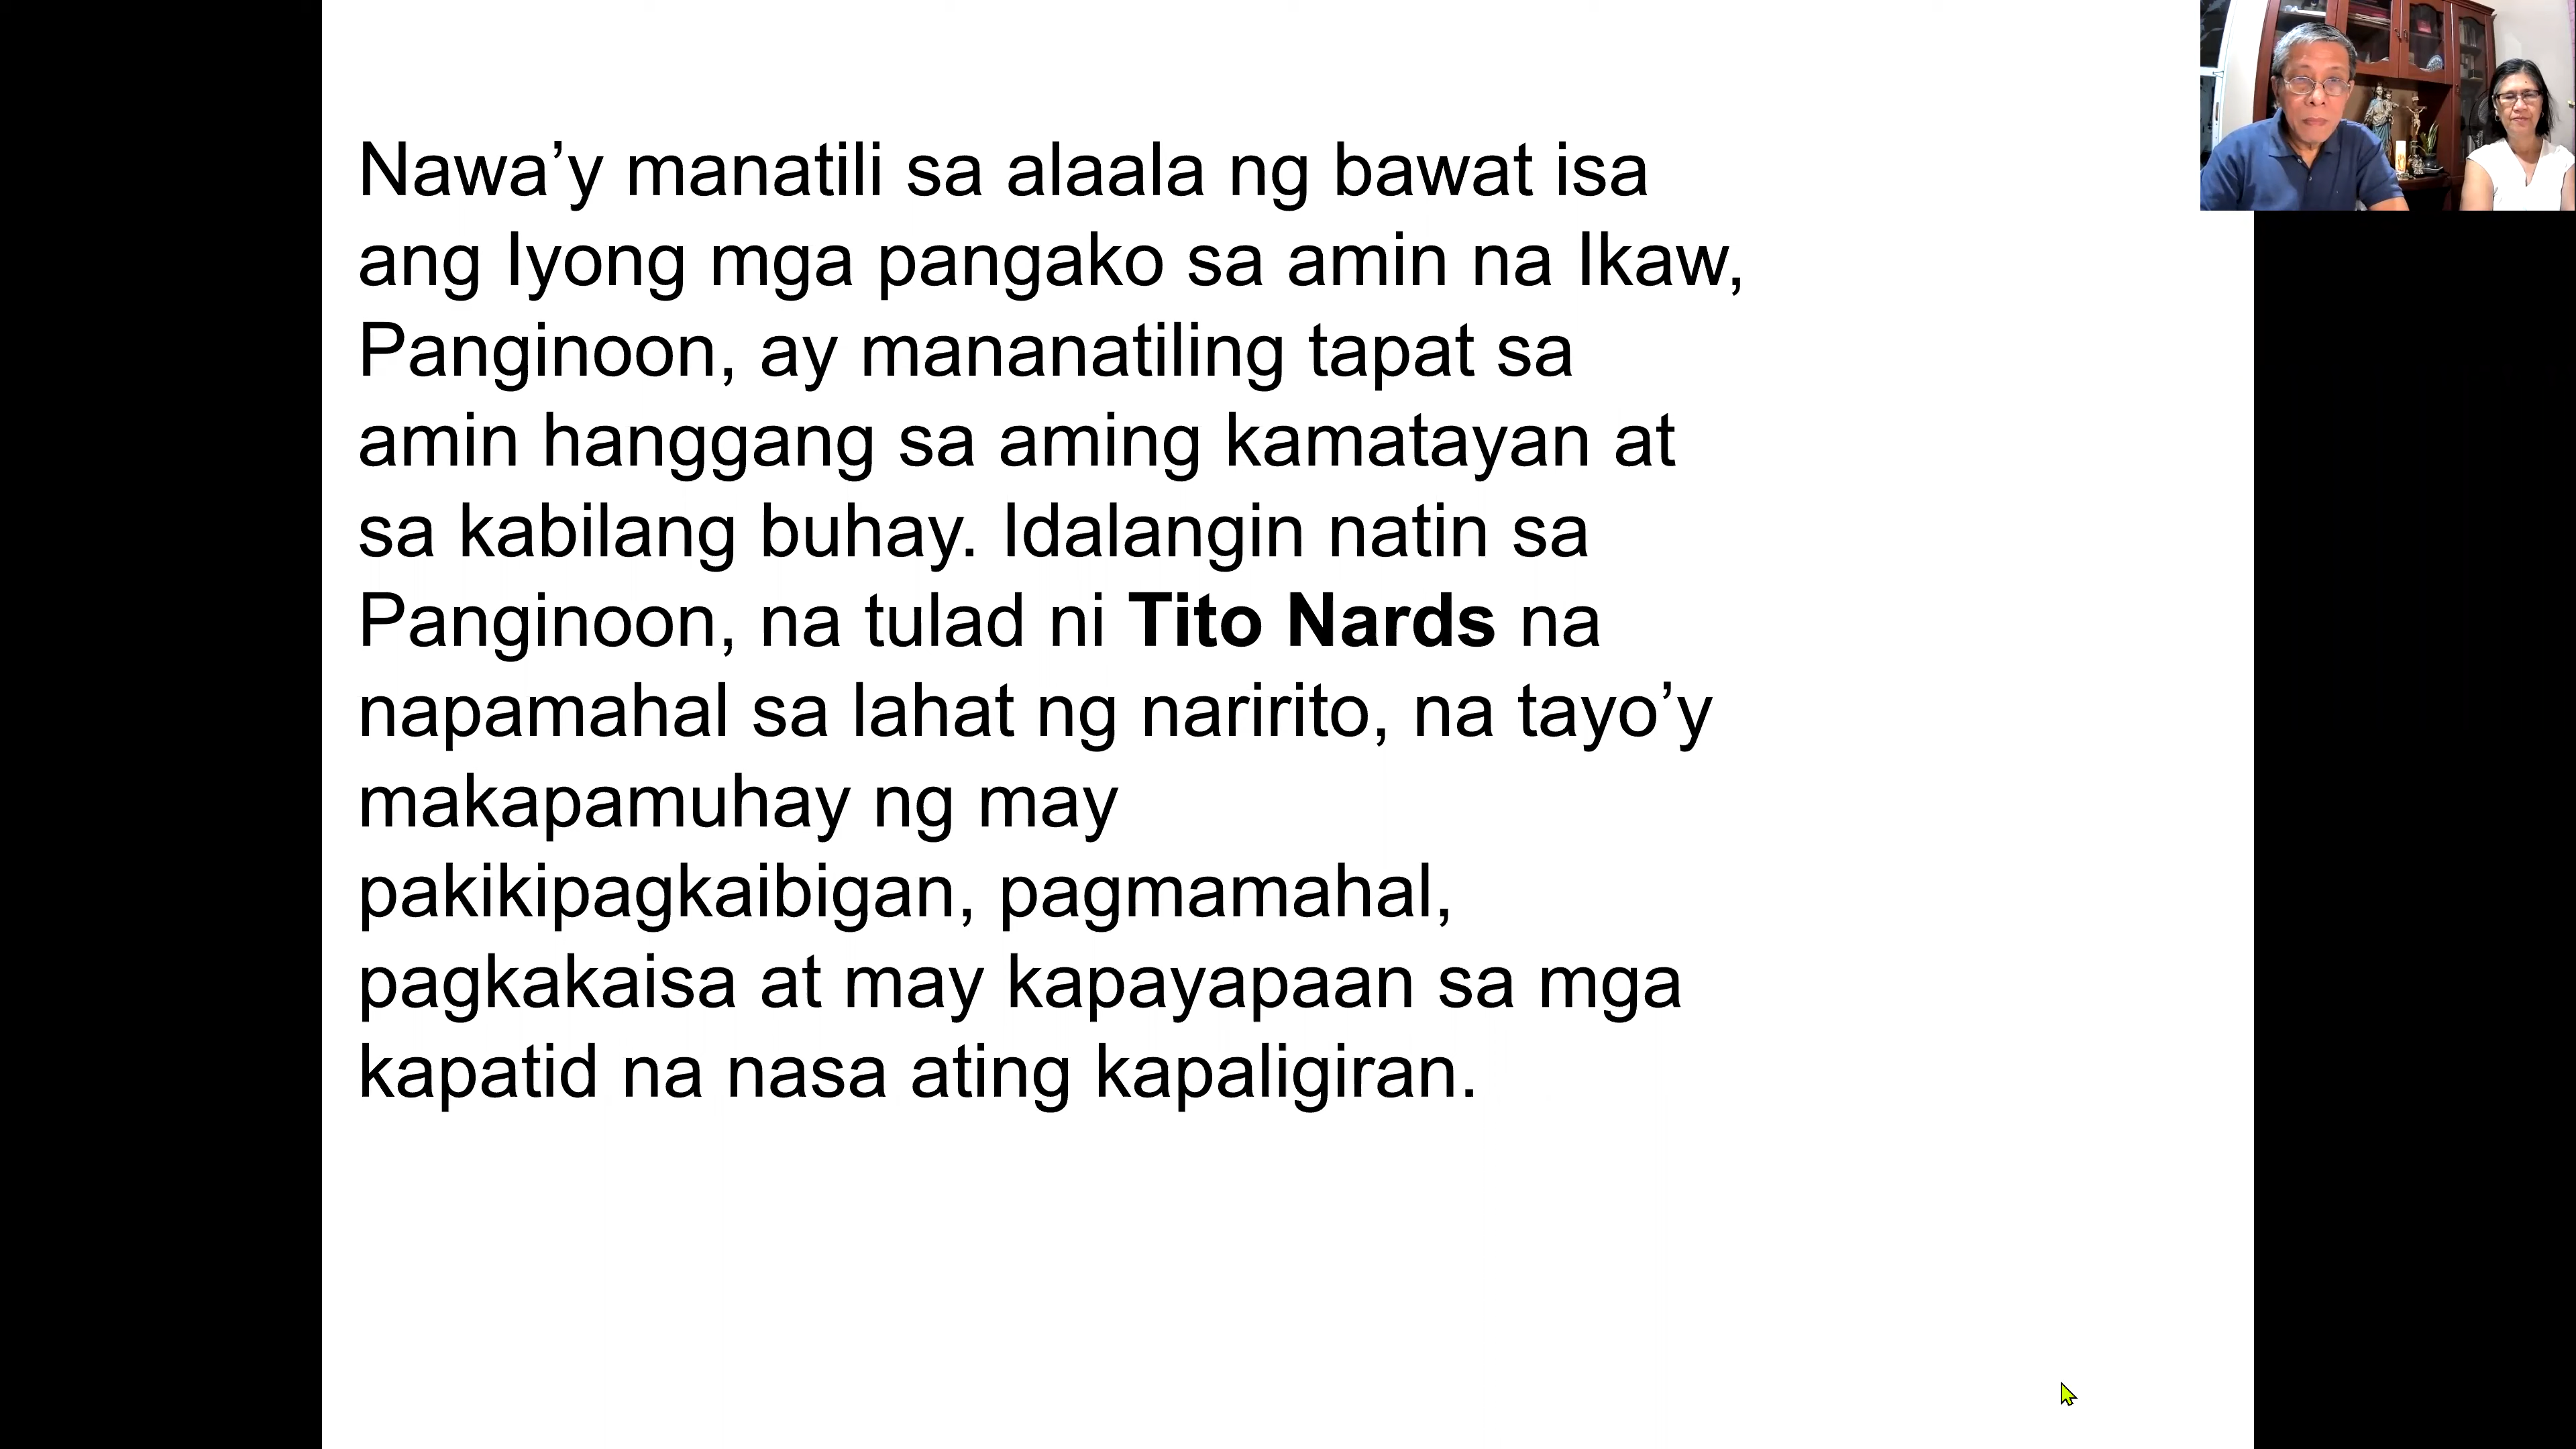 Nawa’y manatili sa alaala ng bawat isa
ang Iyong mga pangako sa amin na Ikaw,
Panginoon, ay mananatiling tapat sa
amin hanggang sa aming kamatayan at
sa kabilang buhay. Idalangin natin sa
Panginoon, na tulad ni Tito Nards na
napamahal sa lahat ng naririto, na tayo’y
makapamuhay ng may
pakikipagkaibigan, pagmamahal,
pagkakaisa at may kapayapaan sa mga
kapatid na nasa ating kapaligiran.